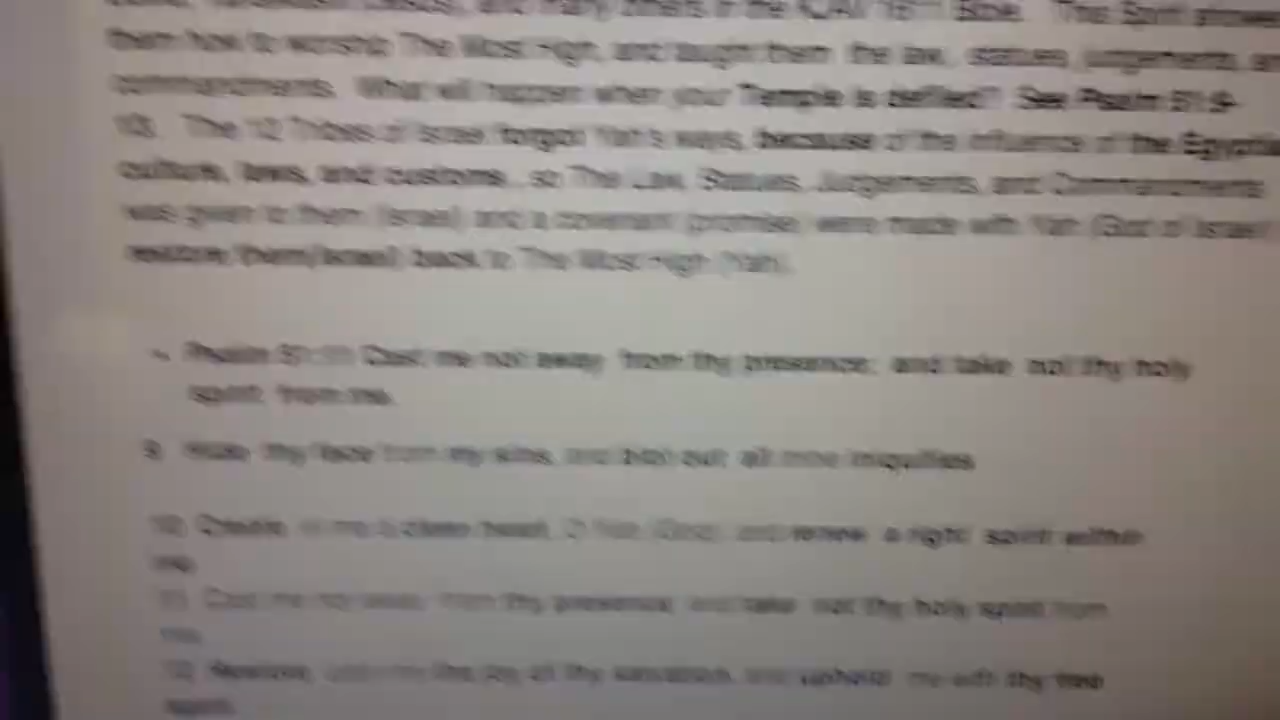 and many others in the
them how to worship The Most High, and taught them the law, statutes, judgements, and
commandments. What will happen when your Temple is defiled? See Psalm 51:9-
13. The 12 Tribes of Israel forgot Yah's ways, because of the influence of the Egyptian
culture, laws, and customs, so The Law, Statues, Judgements, and Commandments
was given to them (Israel) and a covenant (promise) were made with Yah (God of Israel)
restore them(Israel) back to The Most High (Yah).
Psalm 51:11 Cast me not away from thy presence; and take not thy holy
spirit from me.
9 Hide thy face from my sins, and blot out all mine iniquities.
10 Create in me a clean heart, O Yah (God); and renew a right spirit within
me.
11 Cast me not away from thy presence; and take not thy holy spirit from
me.
12 Restore unto me the joy of thy salvation; and uphold me with thy free
spirit.